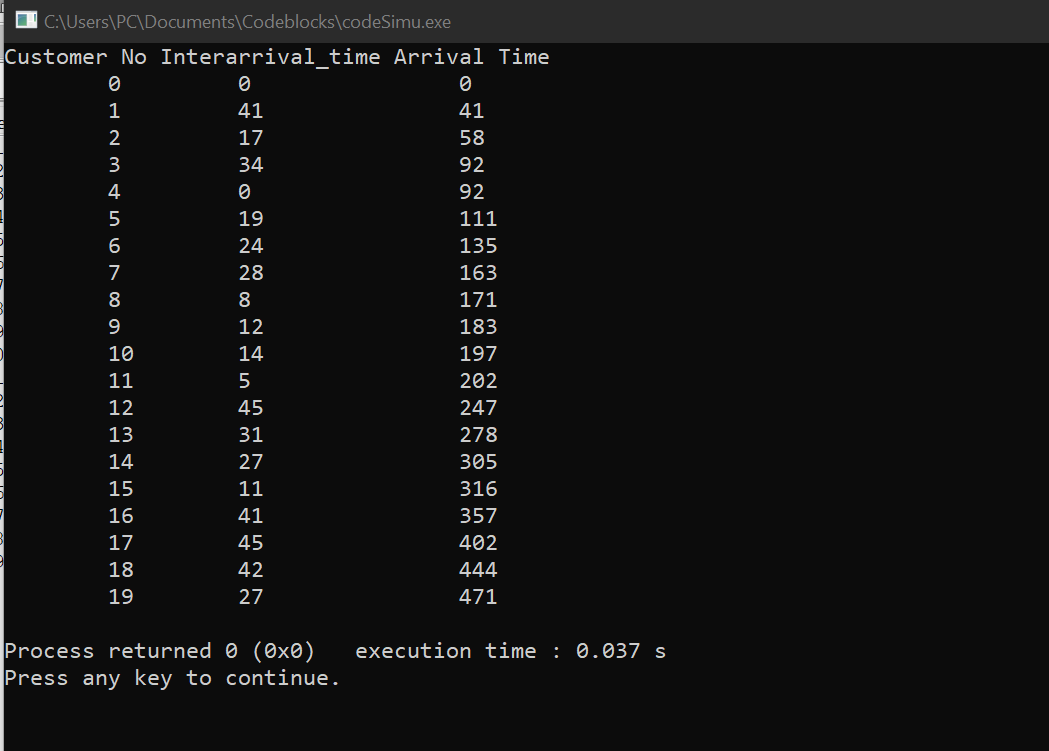 C:\Users\PC\Documents\Codeblocks\codeSimu.exe
Customer No Interarrival_time Arrival Time
0 0 0
1 41 41
2 17 58
3 34 92
4 0 92
5 19 111
6 24 135
7 28 163
8 8 171
9 12 183
10 14 197
11 5 202
12 45 247
13 31 278
14 27 305
15 11 316
16 41 357
17 45 402
18 42 444
19 27 471
Process returned 0 (0x0) execution time : 0.037 s
Press any key to continue.